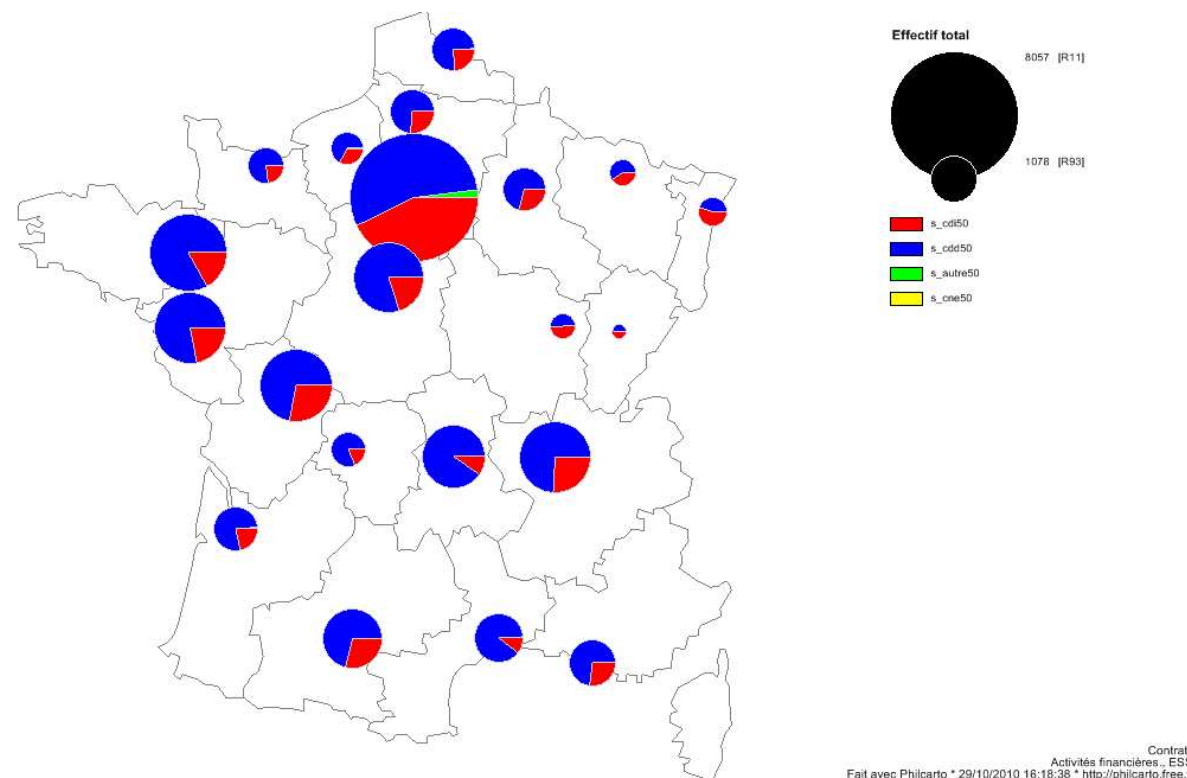 Effectif total
8057 [R11]
1078 [R93]
s_cdi50
s_cdd50
s_autre50
s_cne50
Contrat
Activités financières., ESS
Fait avec Philcarto * 29/10/2010 16:18:38 * http://philcarto.free